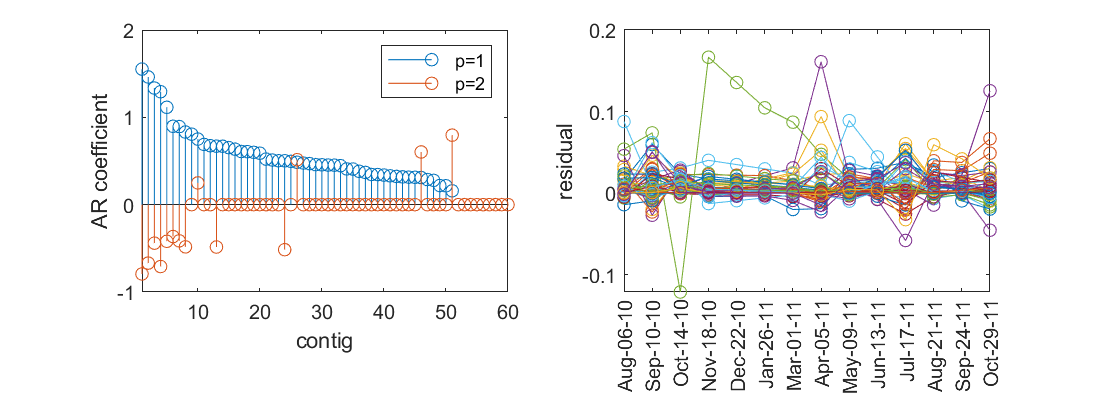 2
1
0
-1
AR coefficient
10
20
30
40
50
60
contig
p=1
p=2
0.2
0.1
0
-0.1
residual
Aug-06-10
Sep-10-10
Oct-14-10
Nov-18-10
Dec-22-10
Jan-26-11
Mar-01-11
Apr-05-11
May-09-11
Jun-13-11
Jul-17-11
Aug-21-11
Sep-24-11
Oct-29-11